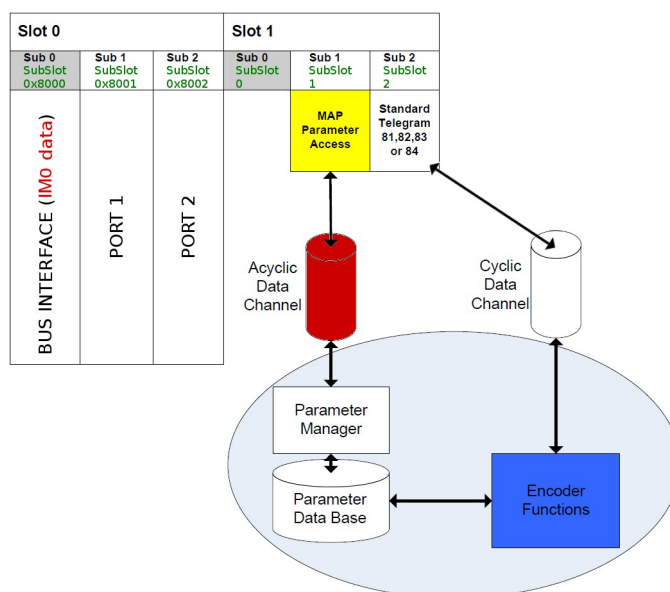 Slot 0
Slot 1
Sub 0
SubSlot
0x8000
Sub 1
SubSlot
0x8001
Sub 2
SubSlot
0x8002
Sub 0
SubSlot
0
Sub 1
SubSlot
1
Sub 2
SubSlot
2
BUS INTERFACE (IM0 data)
PORT 1
PORT 2
MAP
Parameter
Access
Standard
Telegram
81,82,83
or 84
Acyclic
Data
Channel
Cyclic
Data
Channel
Parameter
Manager
Parameter
Data Base
Encoder
Functions